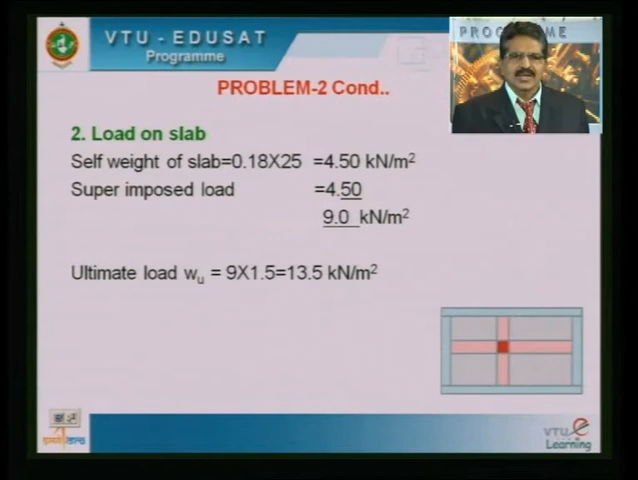 VTU - EDUSAT
Programme
PROGRAMME
PROBLEM-2 Cond..
2. Load on slab
Self weight of slab=0.18X25 =4.50 kN/m²
Super imposed load =4.50
9.0 kN/m²
Ultimate load wᵤ = 9X1.5=13.5 kN/m²
VTU e
Learning